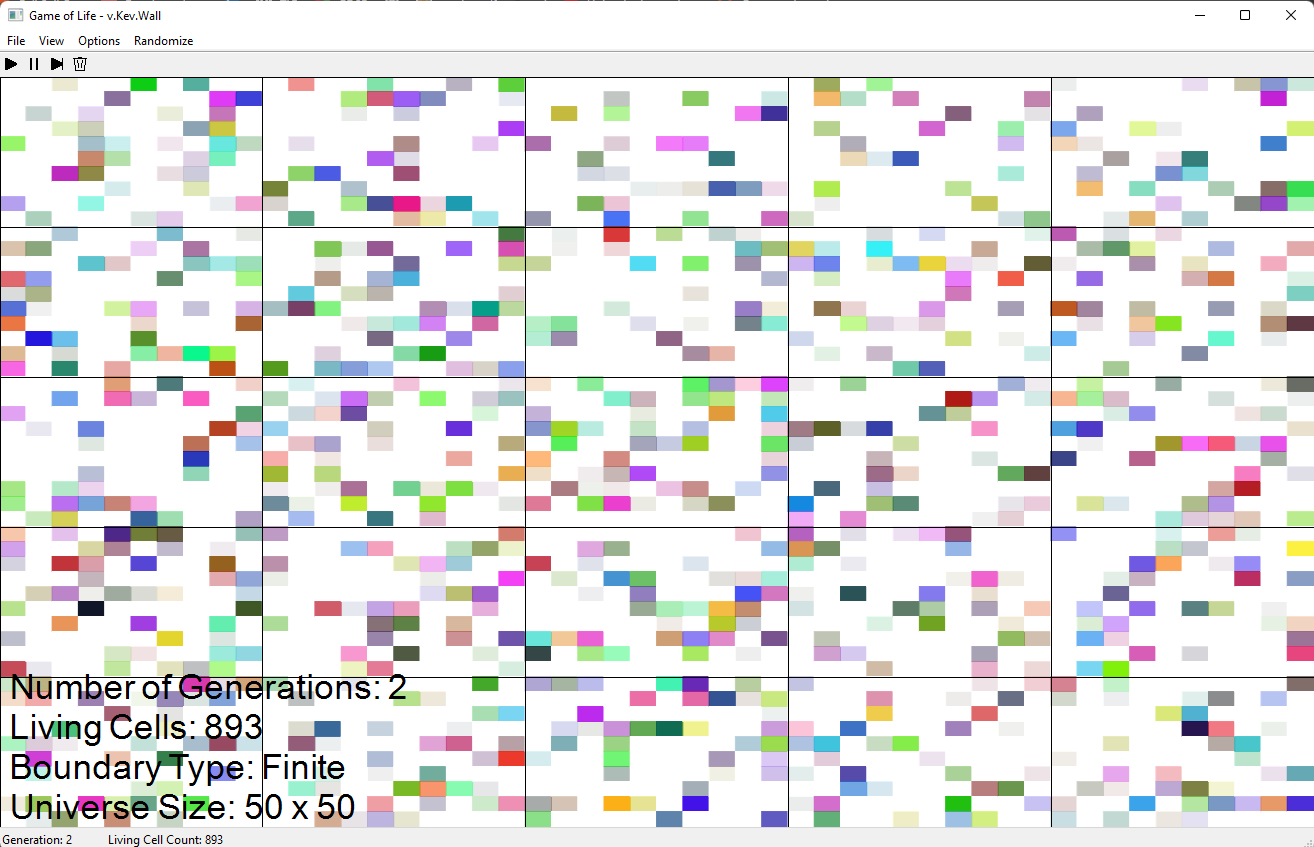 Game of Life - v.Kev.Wall
File View Options Randomize
Number of Generations: 2
Living Cells: 893
Boundary Type: Finite
Universe Size: 50 x 50
Generation: 2 Living Cell Count: 893